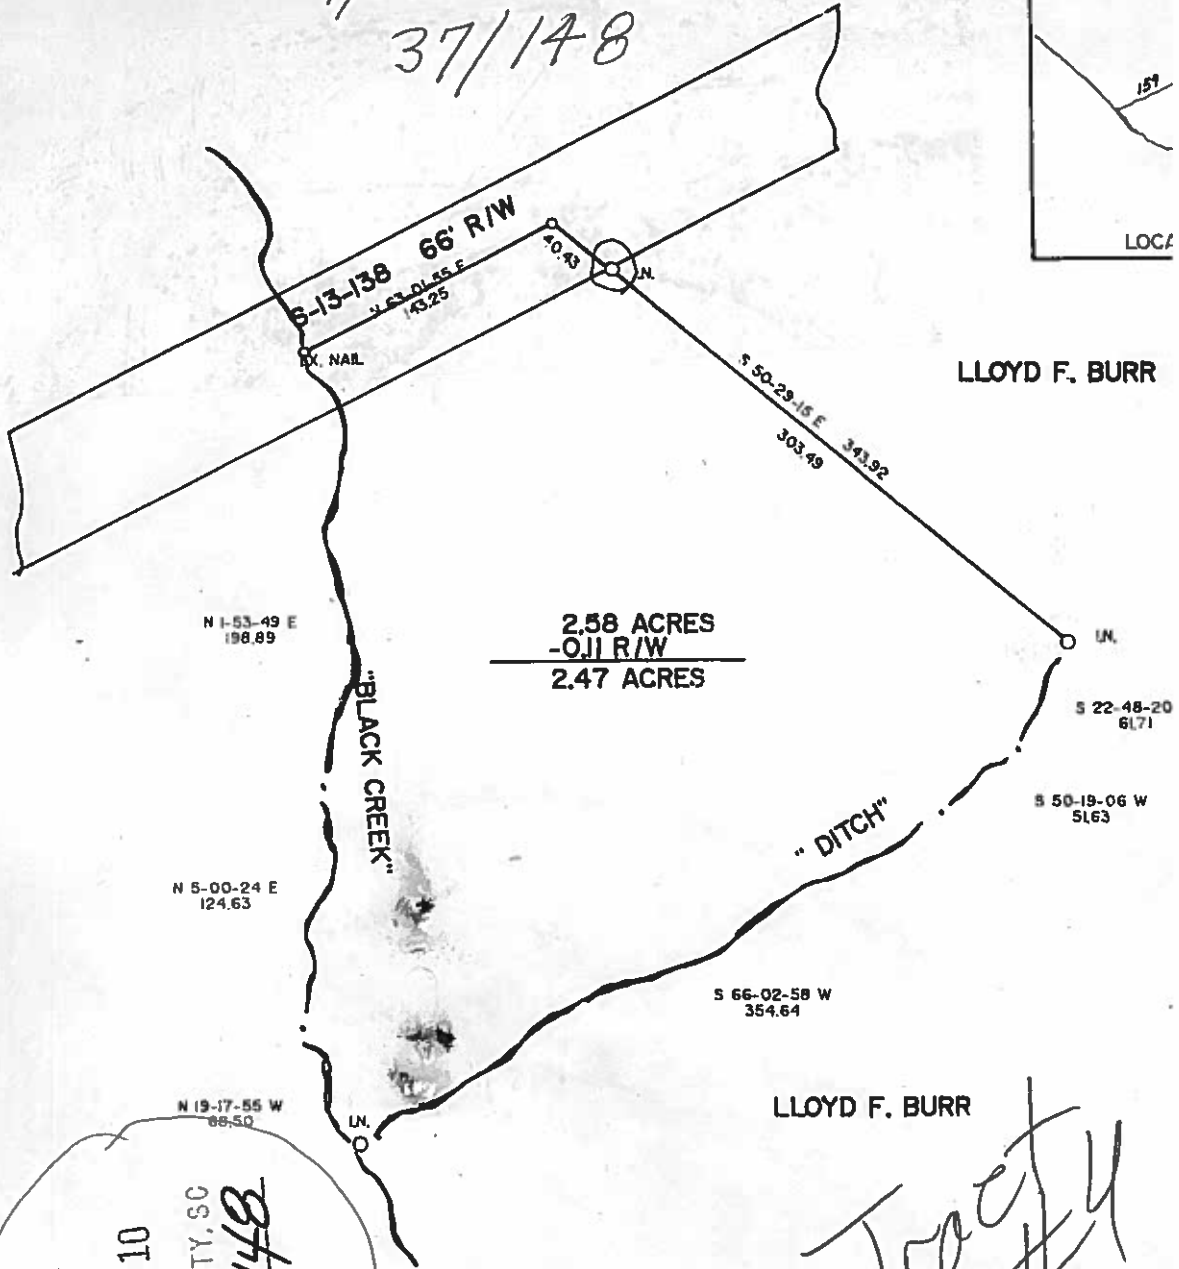 37/148
159
LOCA
S-13-138 66' R/W
N 63-01-55 E
143.25
40.43
I.N.
EX. NAIL
LLOYD F. BURR
S 50-29-15 E 343.92
303.49
N 1-53-49 E
198.89
2.58 ACRES
-0.11 R/W
2.47 ACRES
I.N.
"BLACK CREEK"
S 22-48-20
61.71
S 50-19-06 W
51.63
" DITCH"
N 5-00-24 E
124.63
S 66-02-58 W
354.64
N 19-17-55 W
I.N.
LLOYD F. BURR
10
TY, SC
Tract
#4